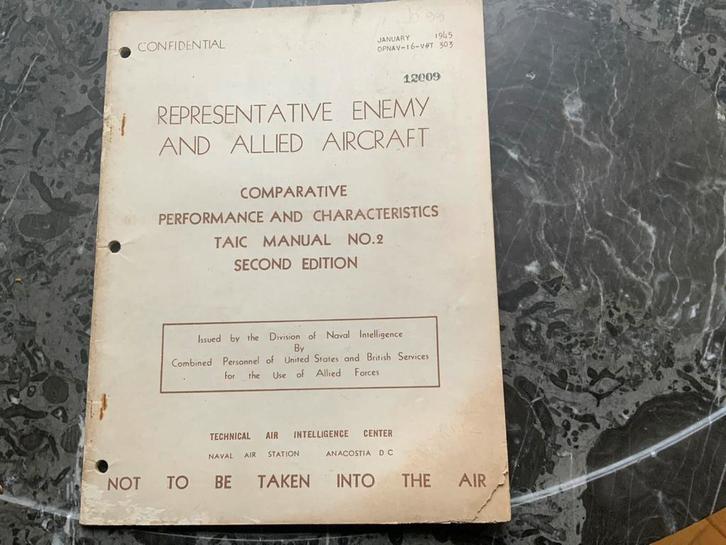 CONFIDENTIAL
JANUARY 1945
OPNAV-16-V#T 303
12009
REPRESENTATIVE ENEMY
AND ALLIED AIRCRAFT
COMPARATIVE
PERFORMANCE AND CHARACTERISTICS
TAIC MANUAL NO.2
SECOND EDITION
Issued by the Division of Naval Intelligence
By
Combined Personnel of United States and British Services
for the Use of Allied Forces
TECHNICAL AIR INTELLIGENCE CENTER
NAVAL AIR STATION ANACOSTIA D C
NOT TO BE TAKEN INTO THE AIR